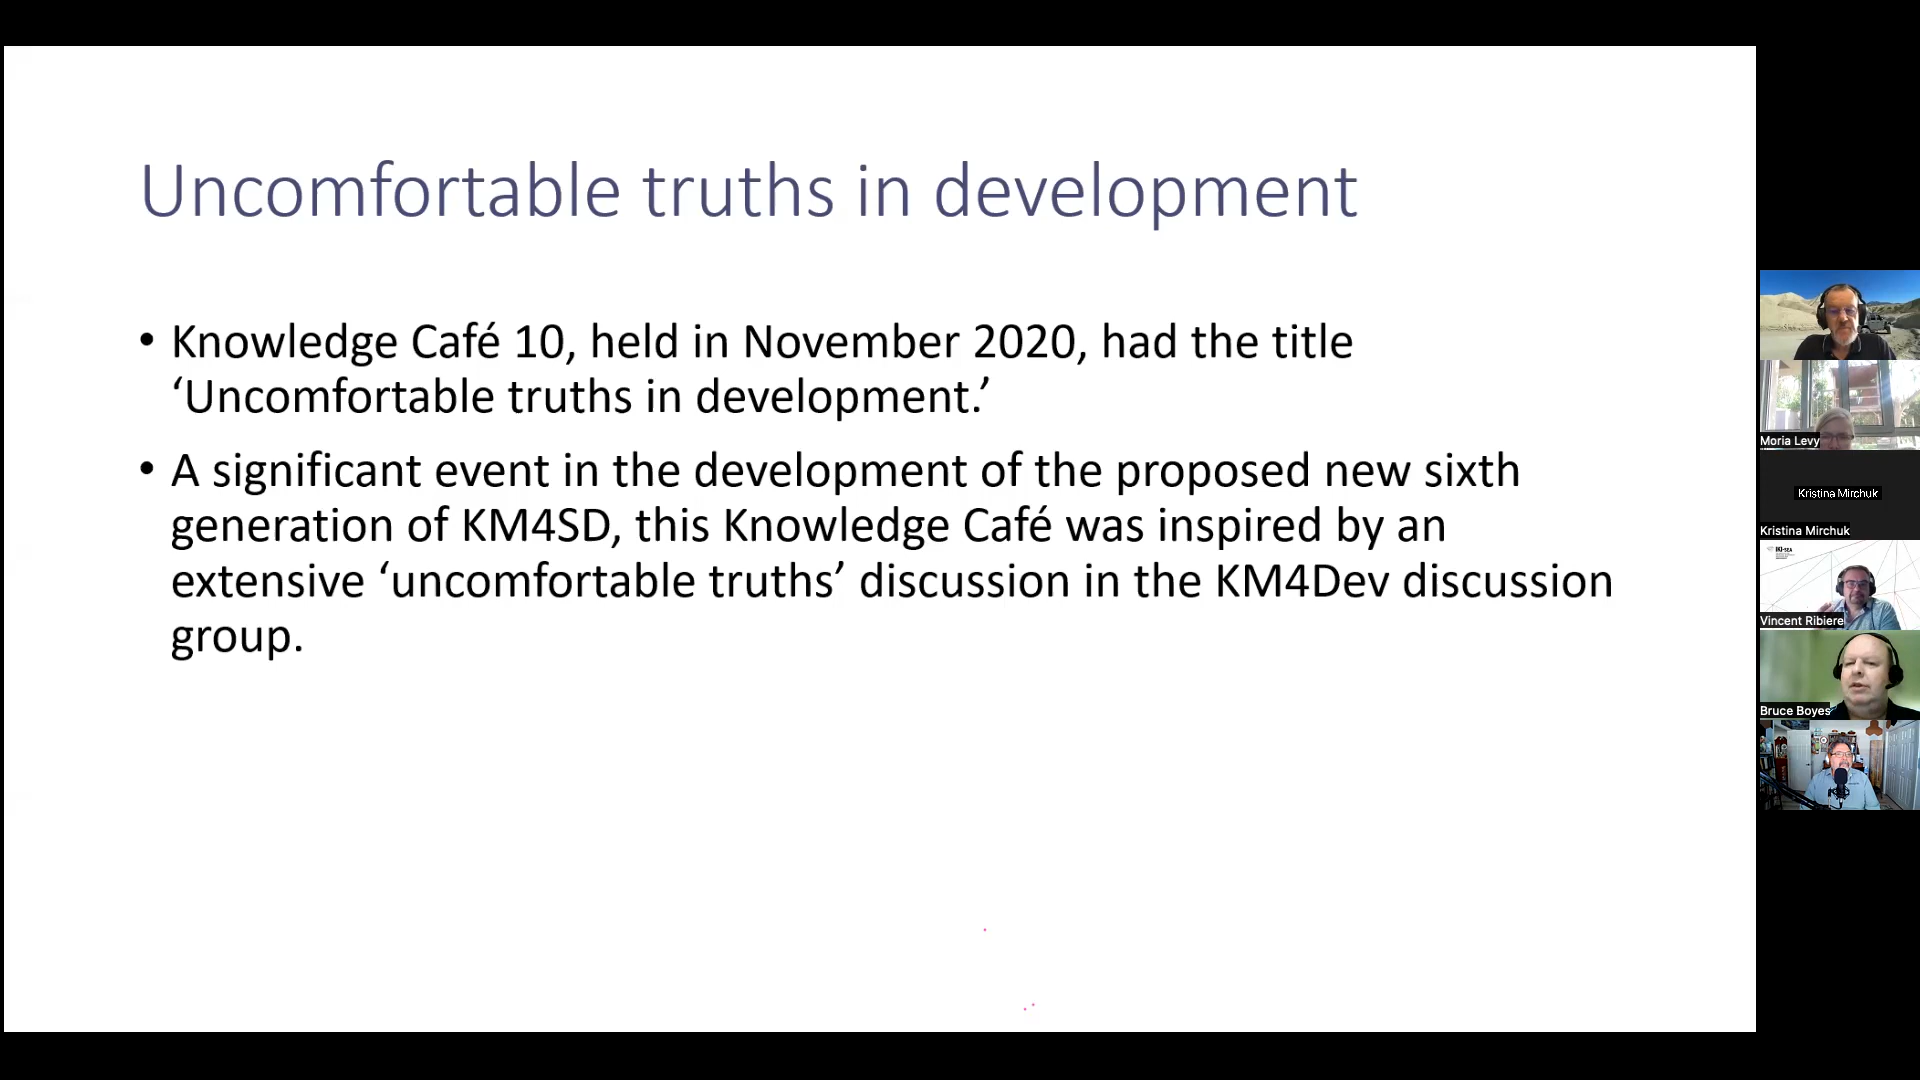 Uncomfortable truths in development
• Knowledge Café 10, held in November 2020, had the title
‘Uncomfortable truths in development.’
• A significant event in the development of the proposed new sixth
generation of KM4SD, this Knowledge Café was inspired by an
extensive ‘uncomfortable truths’ discussion in the KM4Dev discussion
group.
Moria Levy
Kristina Mirchuk
Kristina Mirchuk
IKI-SEA
Vincent Ribiere
Bruce Boyes